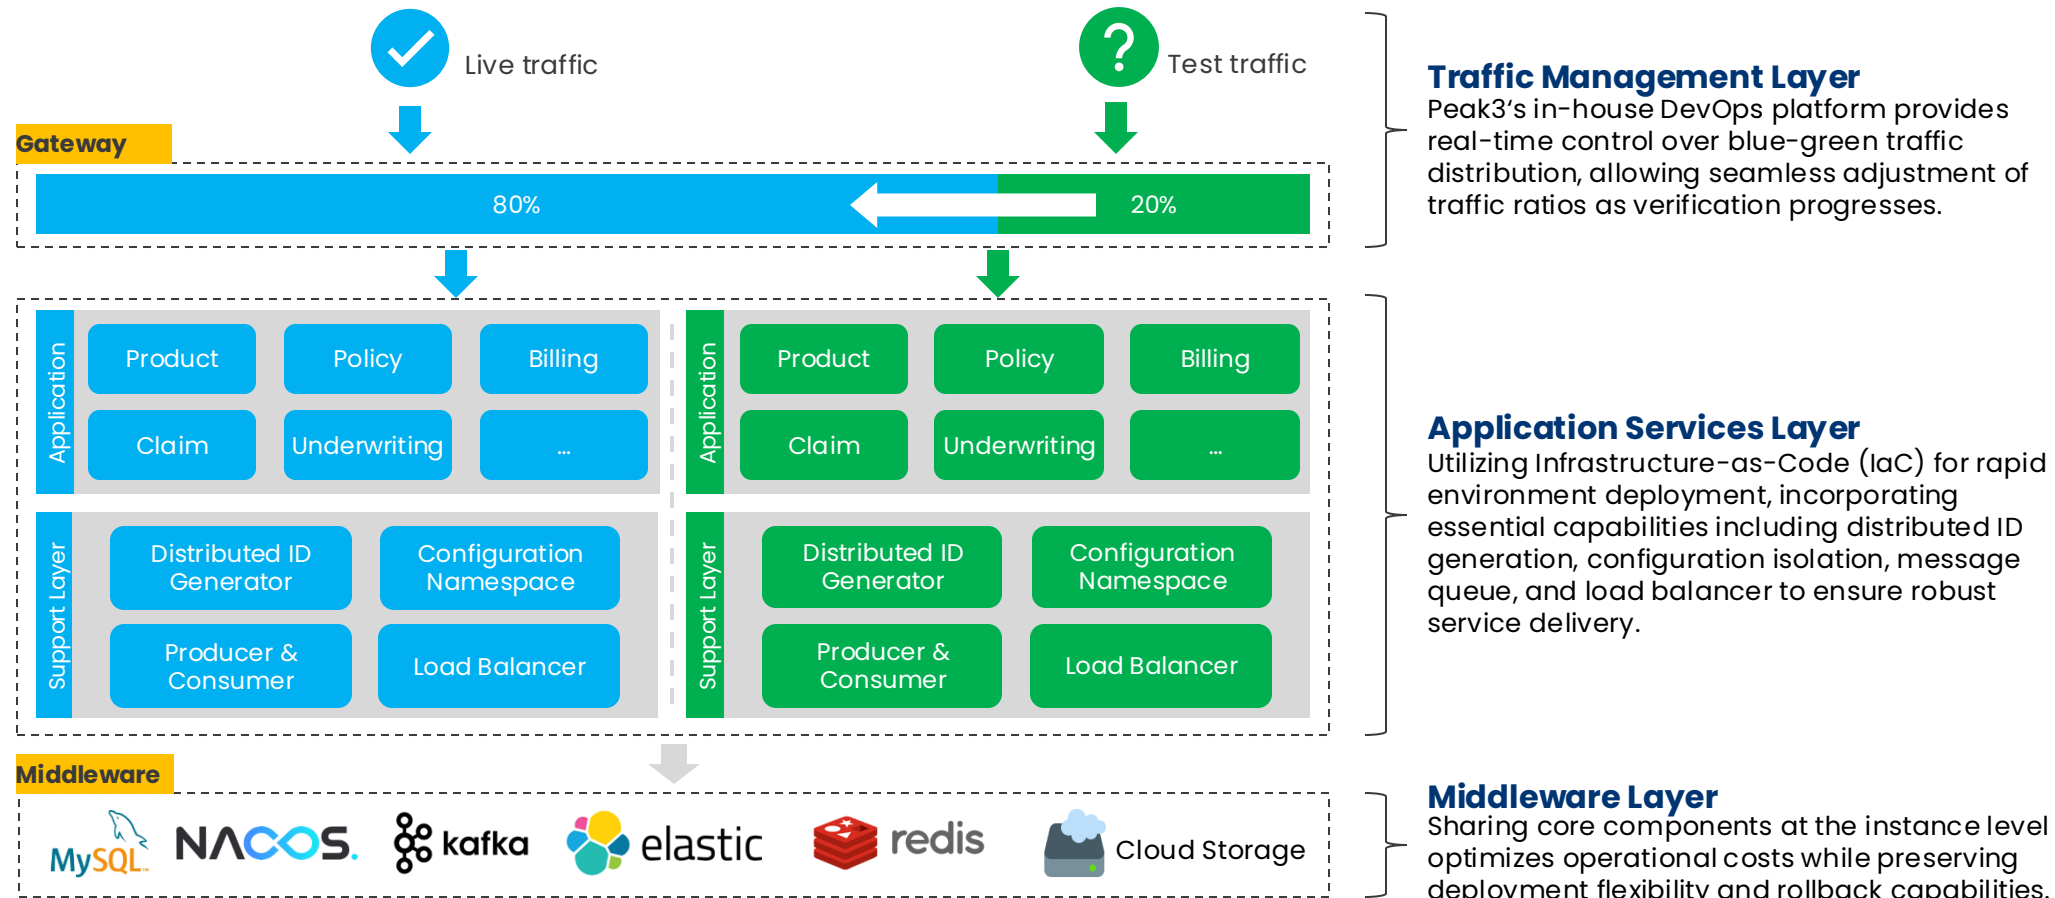 Live traffic
Test traffic
Gateway
80%
20%
Application
Product
Policy
Billing
Claim
Underwriting
...
Support Layer
Distributed ID
Generator
Configuration
Namespace
Producer &
Consumer
Load Balancer
Application
Product
Policy
Billing
Claim
Underwriting
...
Support Layer
Distributed ID
Generator
Configuration
Namespace
Producer &
Consumer
Load Balancer
Middleware
MySQL™
NACOS.
kafka
elastic
redis
Cloud Storage
Traffic Management Layer
Peak3‘s in-house DevOps platform provides
real-time control over blue-green traffic
distribution, allowing seamless adjustment of
traffic ratios as verification progresses.
Application Services Layer
Utilizing Infrastructure-as-Code (IaC) for rapid
environment deployment, incorporating
essential capabilities including distributed ID
generation, configuration isolation, message
queue, and load balancer to ensure robust
service delivery.
Middleware Layer
Sharing core components at the instance level
optimizes operational costs while preserving
deployment flexibility and rollback capabilities.